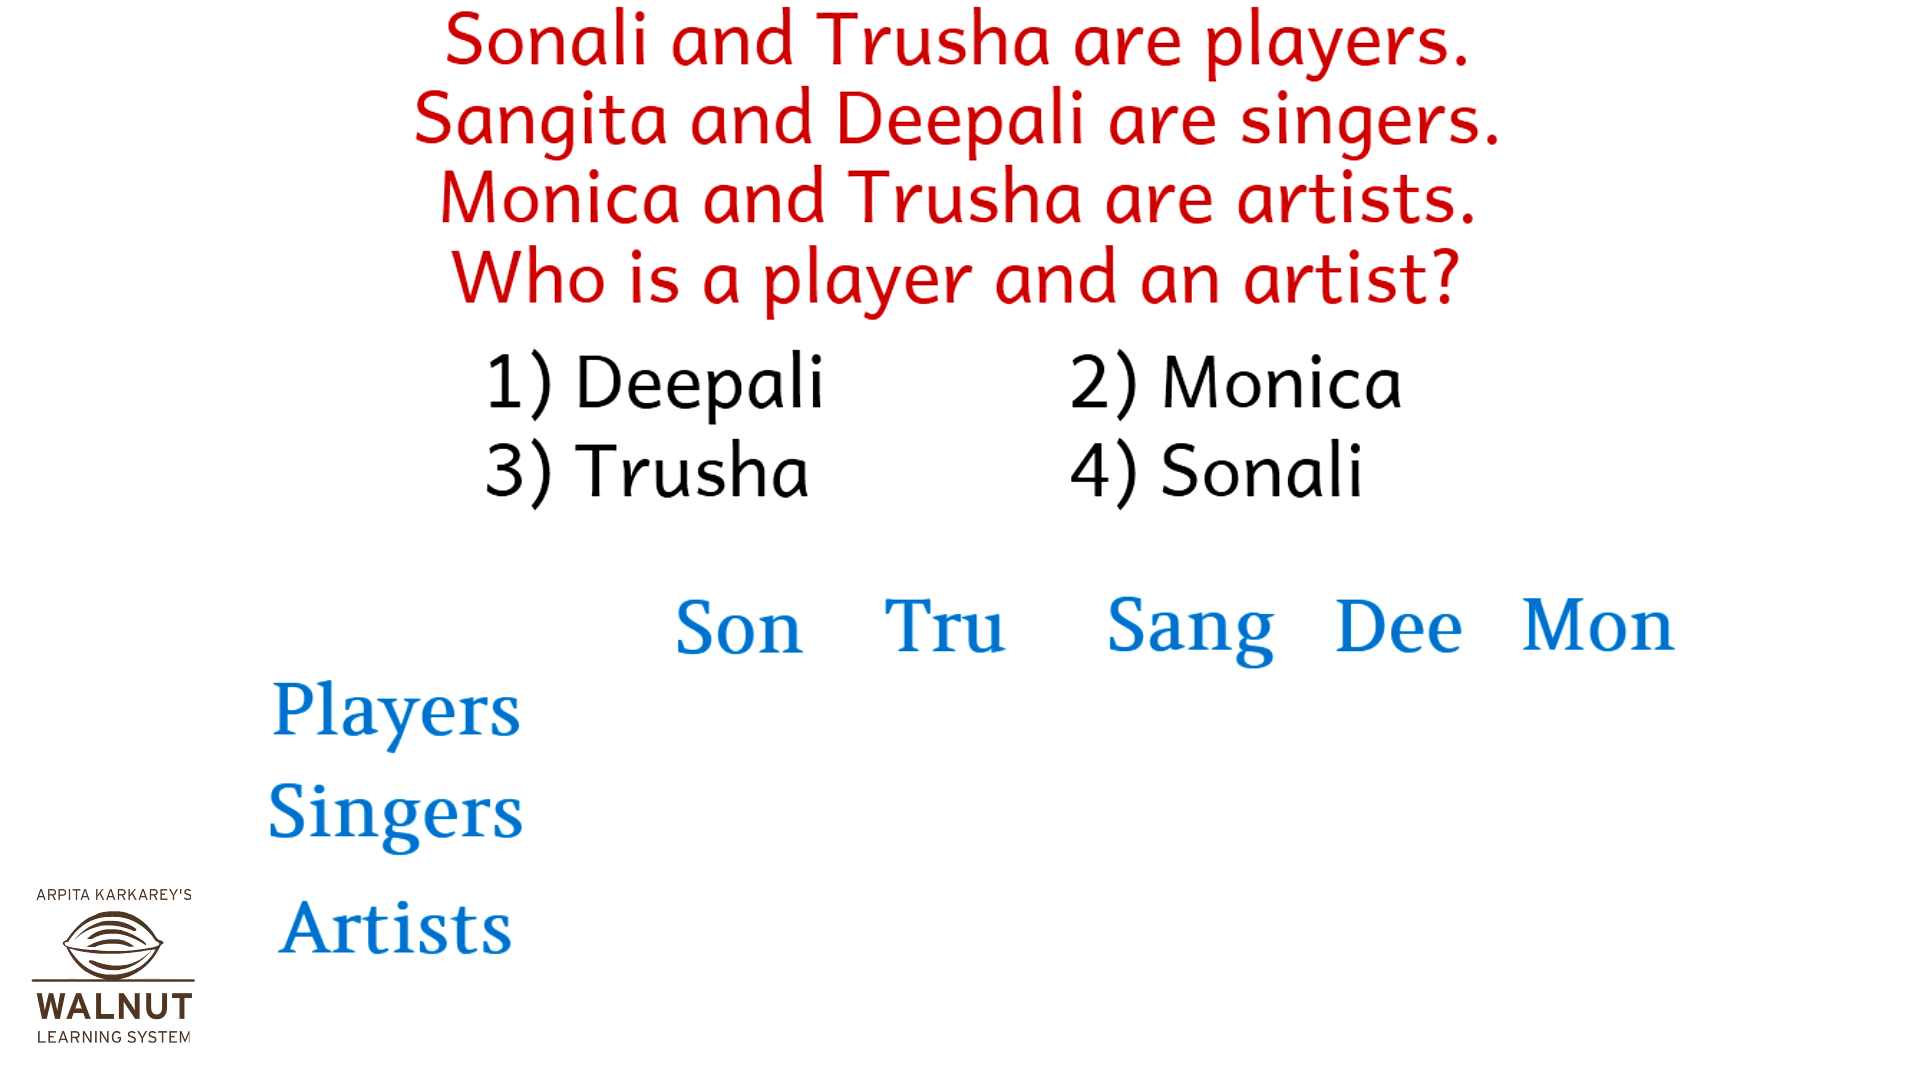 Sonali and Trusha are players.
Sangita and Deepali are singers.
Monica and Trusha are artists.
Who is a player and an artist?
1) Deepali 2) Monica
3) Trusha 4) Sonali
Son Tru Sang Dee Mon
Players
Singers
Artists
ARPITA KARKAREY'S
WALNUT
LEARNING SYSTEM